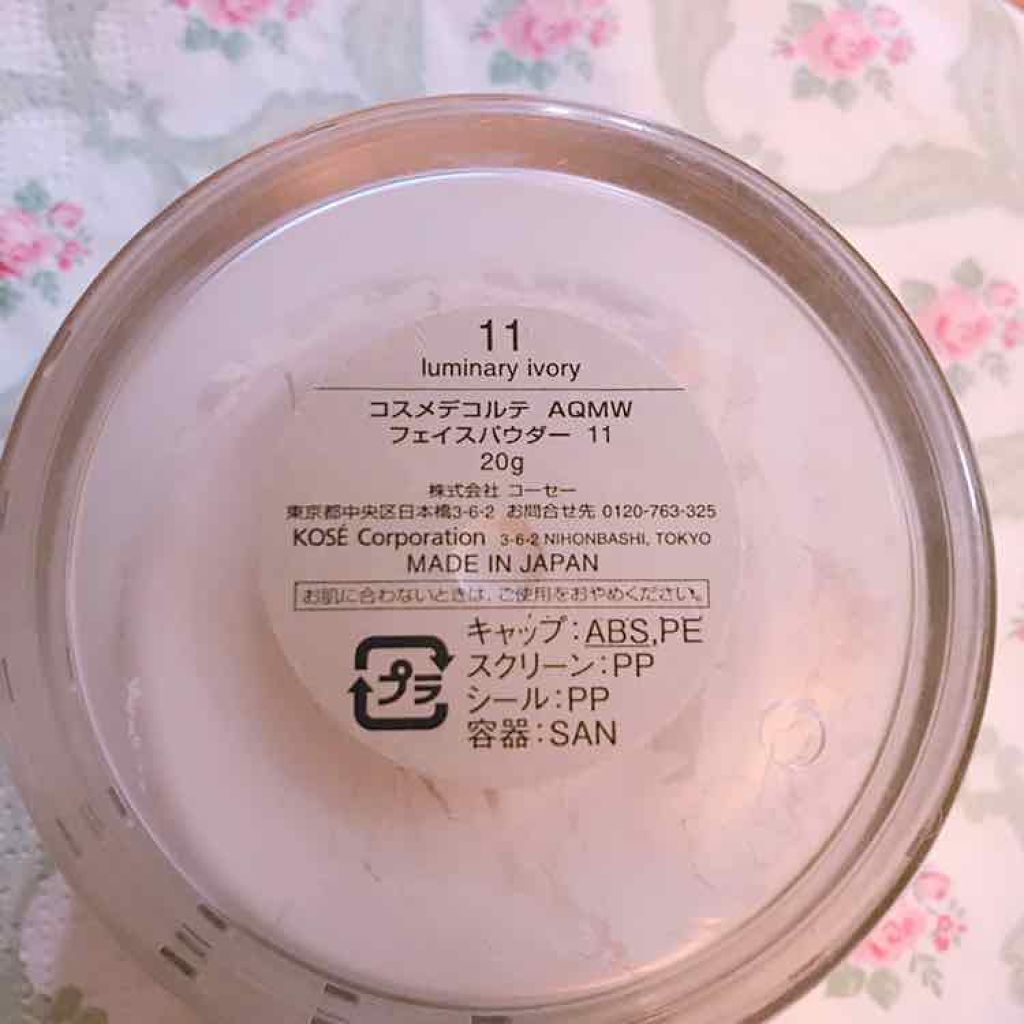 11
luminary ivory
コスメデコルテ AQMW
フェイスパウダー 11
20g
株式会社 コーセー
東京都中央区日本橋3-6-2 お問合せ先 0120-763-325
KOSÉ Corporation 3-6-2 NIHONBASHI, TOKYO
MADE IN JAPAN
お肌に合わないときは、ご使用をおやめください。
プラ
キャップ:ABS,PE
スクリーン:PP
シール:PP
容器:SAN